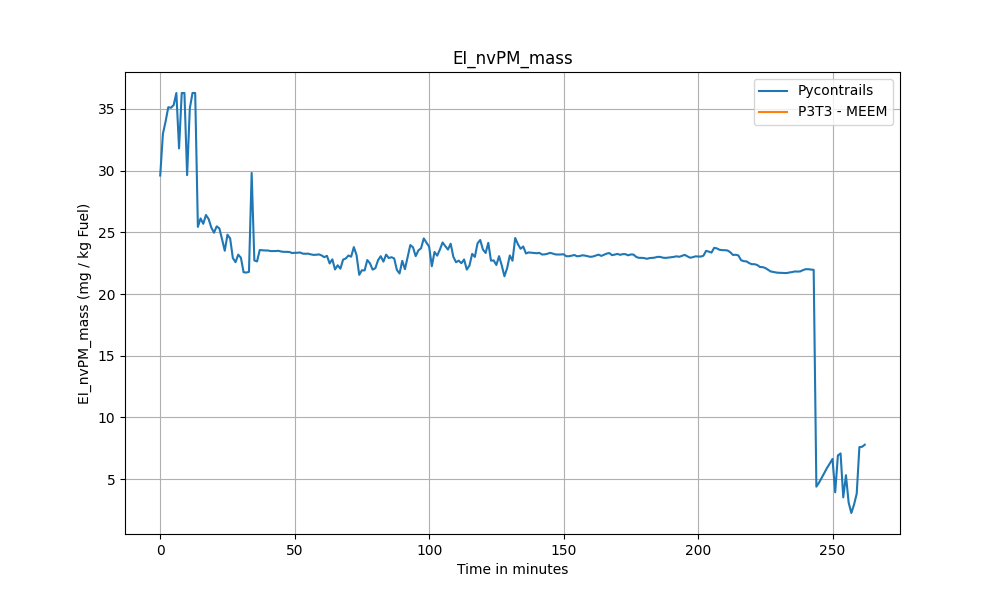 EI_nvPM_mass
Pycontrails
P3T3 - MEEM
EI_nvPM_mass (mg / kg Fuel)
35
30
25
20
15
10
5
0
50
100
150
200
250
Time in minutes